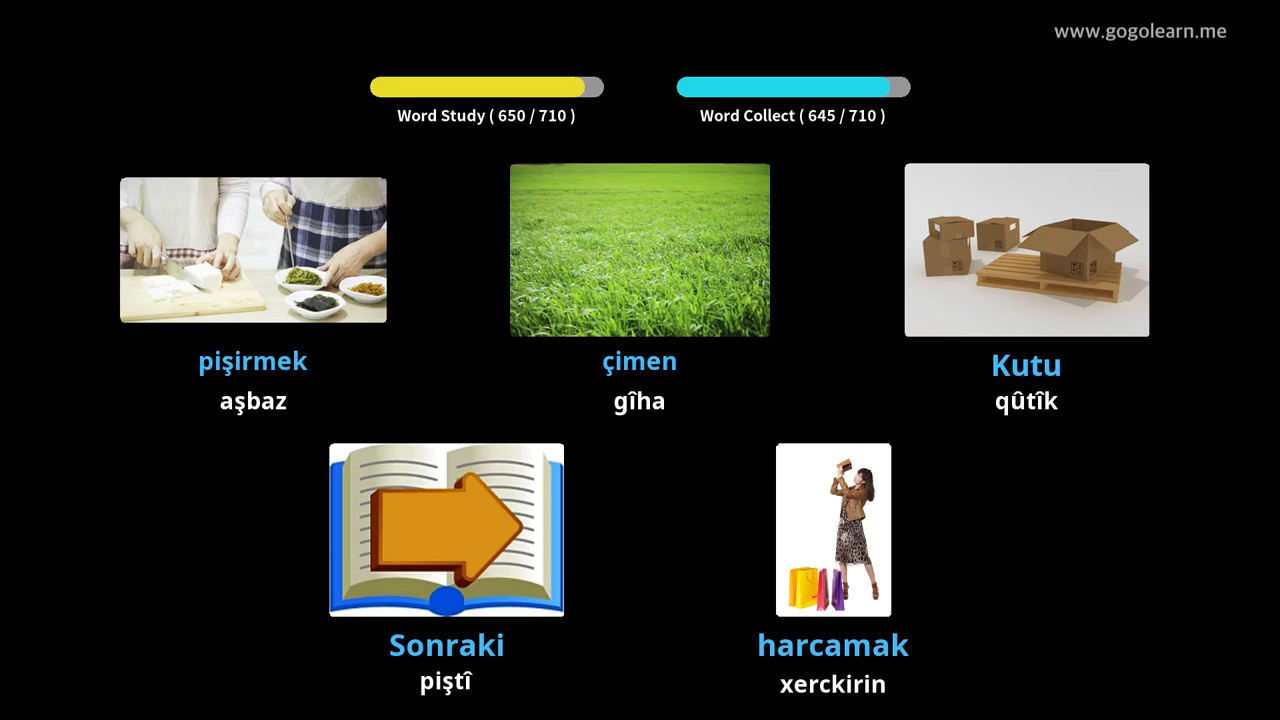 www.gogolearn.me
Word Study ( 650 / 710 )
Word Collect ( 645 / 710 )
pişirmek
aşbaz
çimen
gîha
Kutu
qûtîk
Sonraki
piştî
harcamak
xerckirin